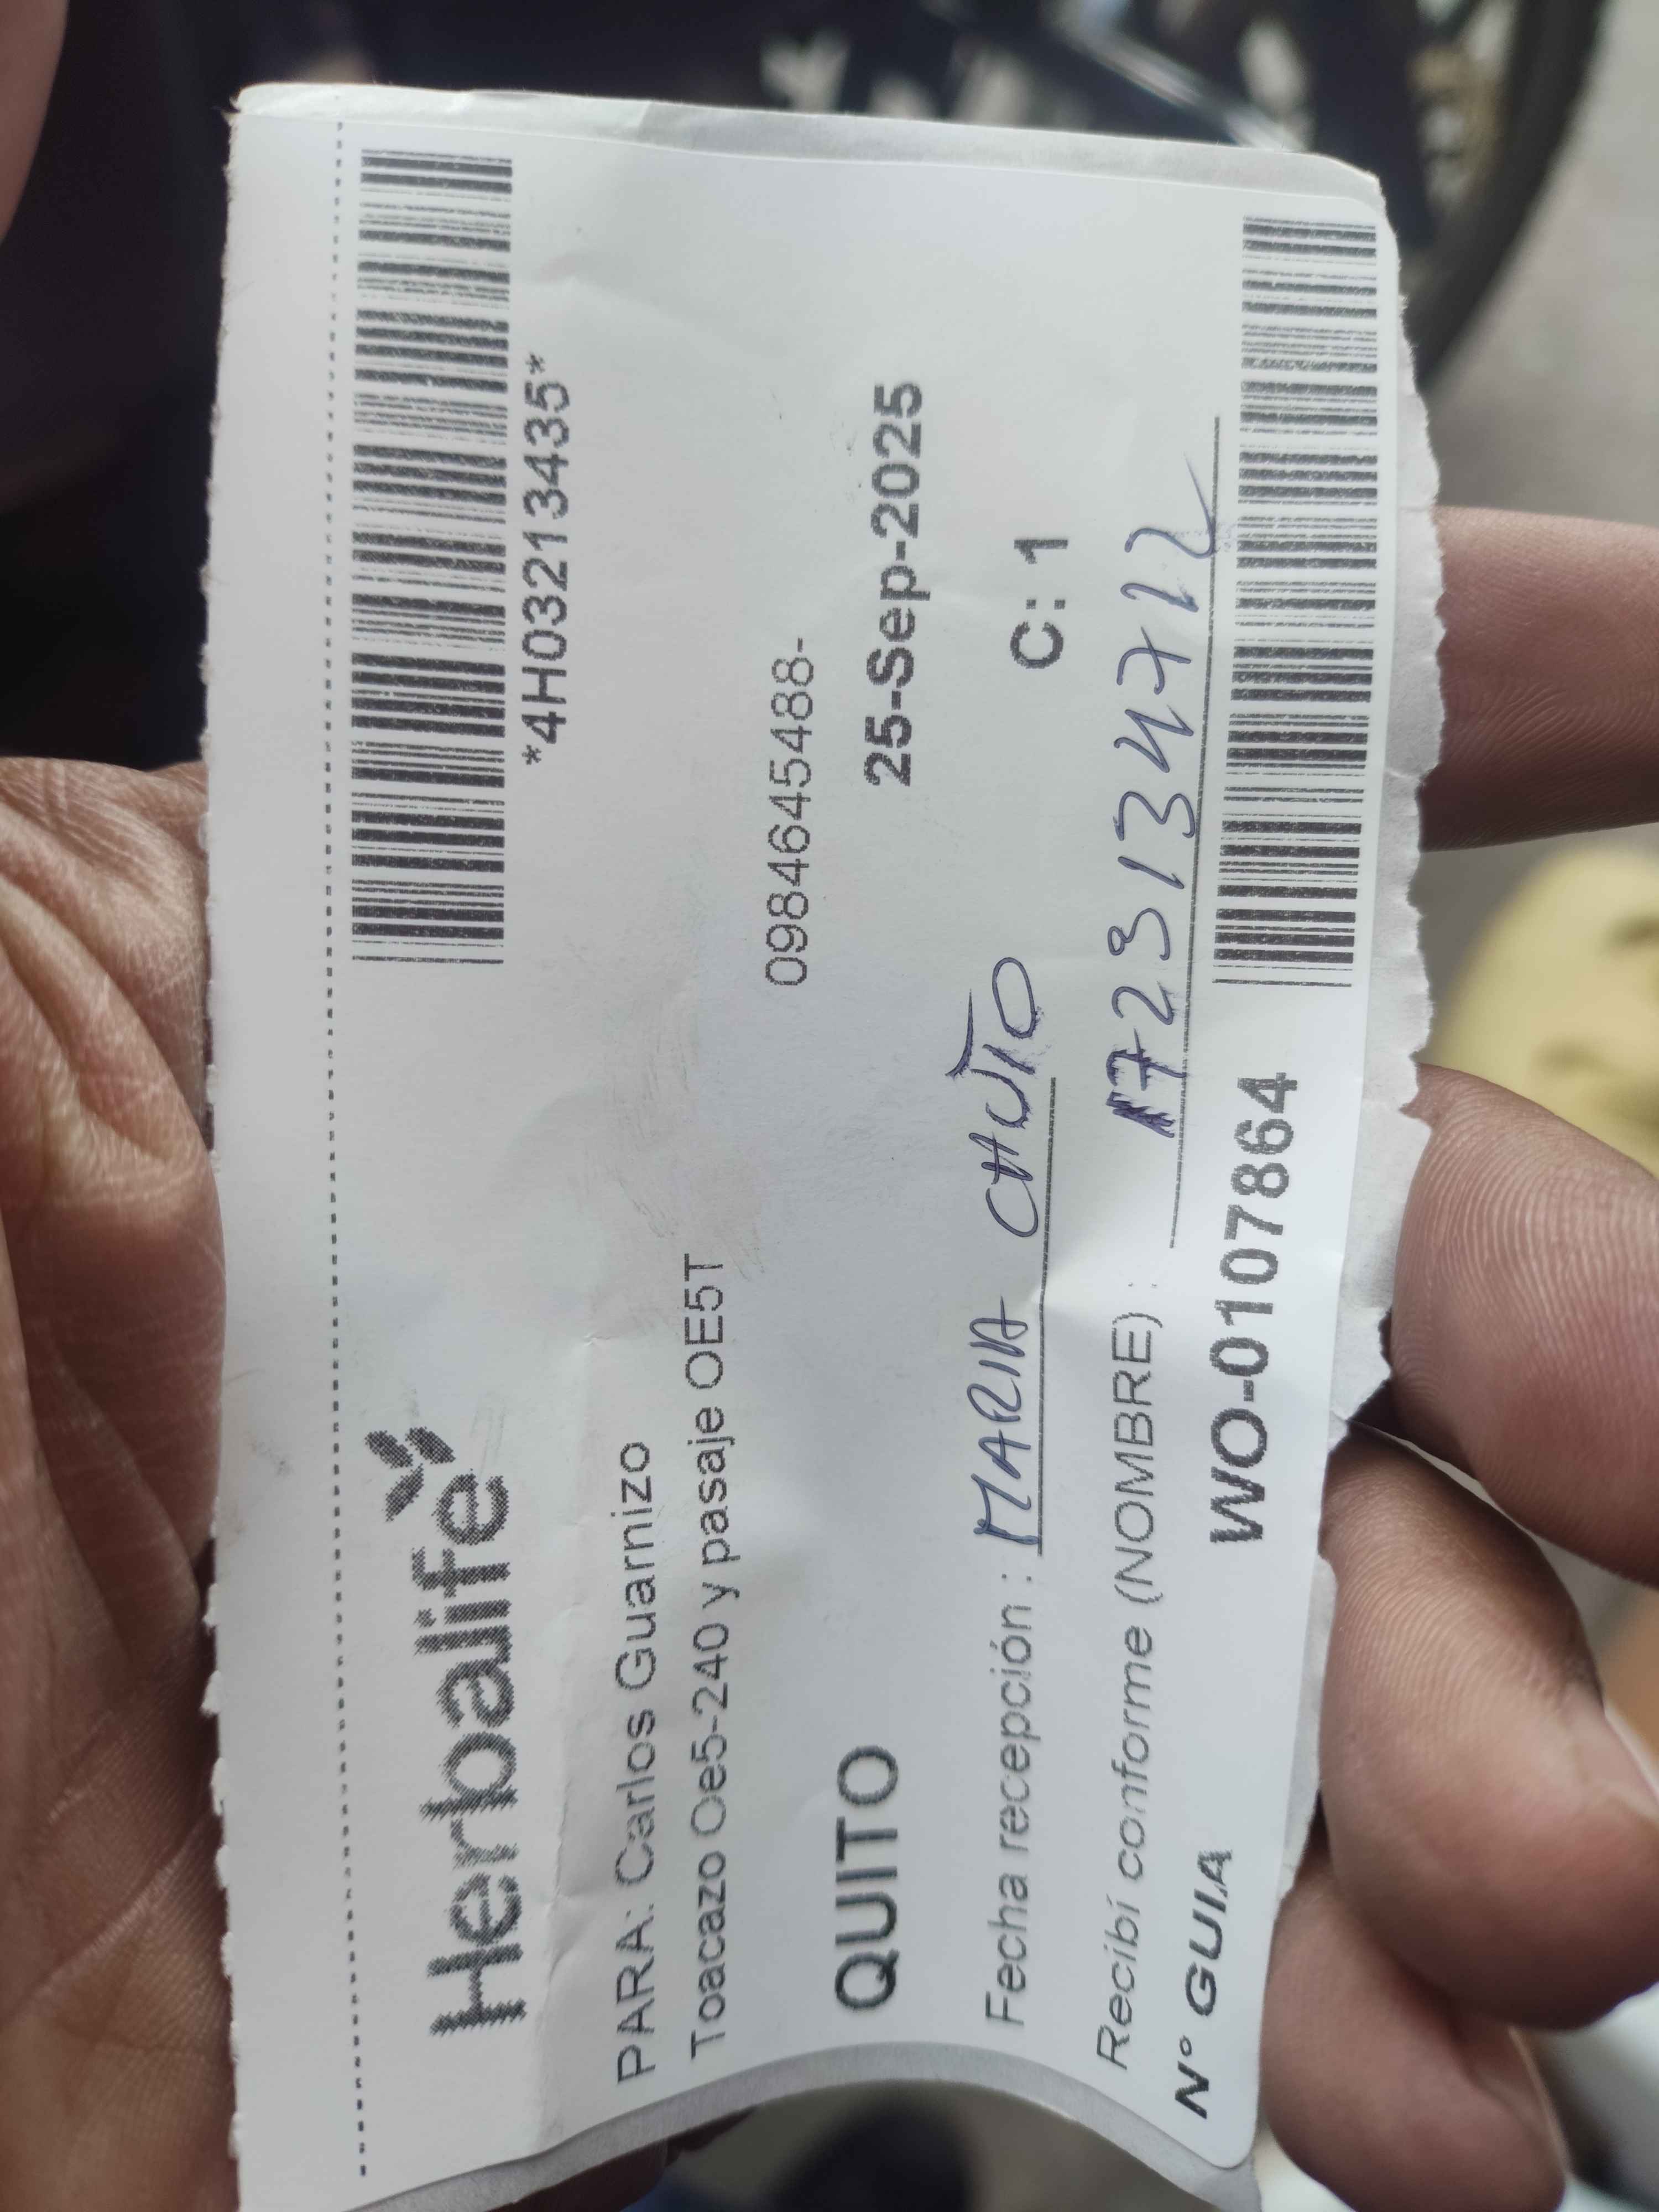 Herbalife
*4H03213435*
PARA: Carlos Guarnizo
Toacazo Oe5-240 y pasaje OE5T
0984645488-
QUITO
25-Sep-2025
Fecha recepción : MARIA CHUTO
C: 1
Recibí conforme (NOMBRE) : 1723134712
N° GUIA
WO-0107864